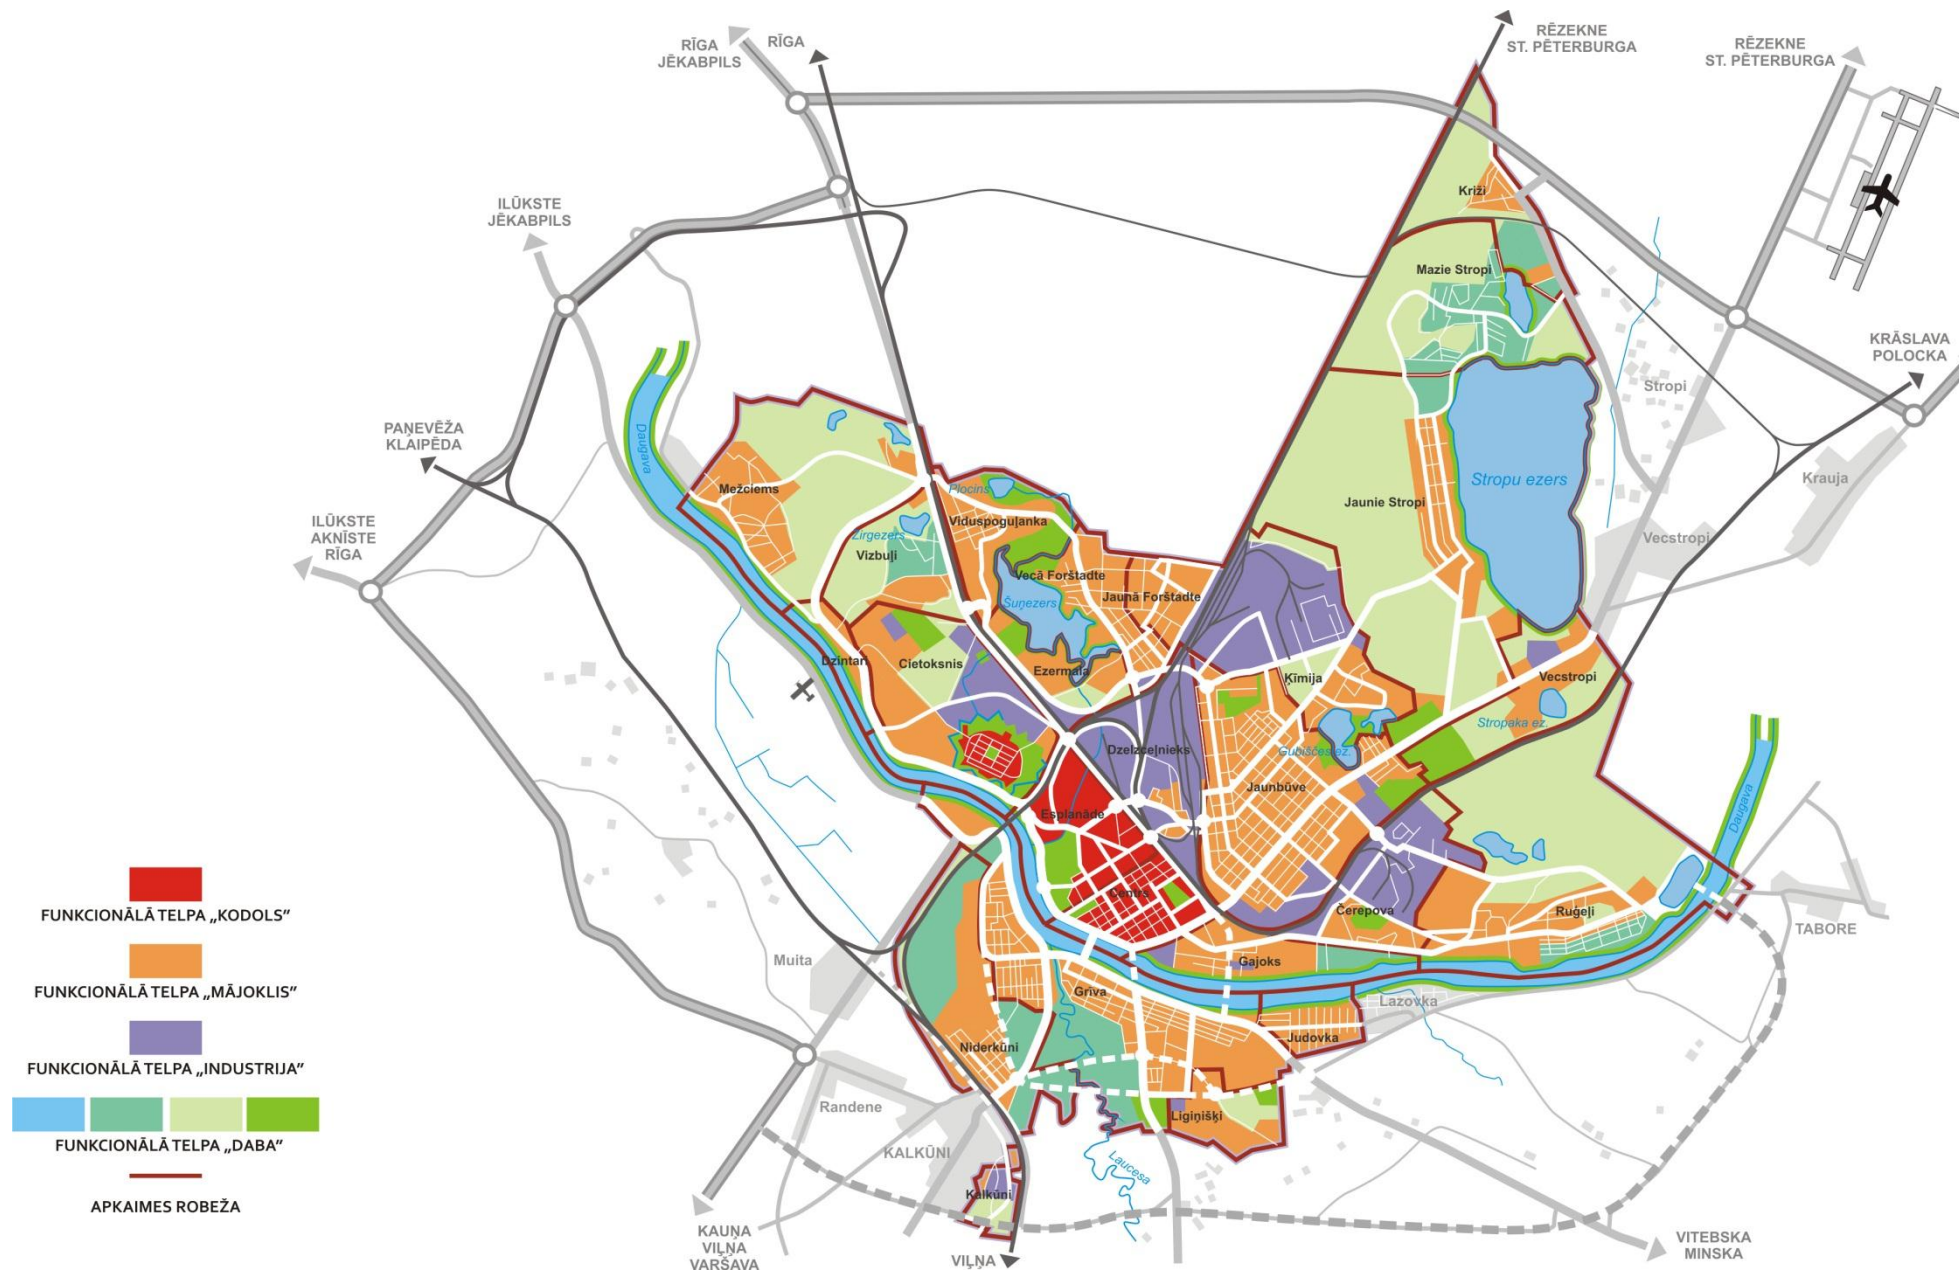 RĪGA
JĒKABPILS
RĪGA
RĒZEKNE
ST. PĒTERBURGA
RĒZEKNE
ST. PĒTERBURGA
ILŪKSTE
JĒKABPILS
Križi
Mazie Stropi
KRĀSLAVA
POLOCKA
Stropi
PAŅEVĒŽA
KLAIPĒDA
Daugava
Mežciems
Plocins
Viduspoguļanka
Stropu ezers
Jaunie Stropi
Krauja
ILŪKSTE
AKNĪSTE
RĪGA
Zirgezers
Vizbuļi
Vecstropi
Vecā Forštadte
Jaunā Forštadte
Šuņezers
Dzintari
Cietoksnis
Ezermala
Ķīmija
Vecstropi
Stropaka ez.
Dzelzceļnieks
Gubiščes ez.
Esplanāde
Jaunbūve
Daugava
Centrs
Čerepova
Ruģeļi
TABORE
FUNKCIONĀLĀ TELPA „KODOLS”
Muita
Gajoks
Grīva
Lazovka
FUNKCIONĀLĀ TELPA „MĀJOKLIS”
Niderkūni
Judovka
FUNKCIONĀLĀ TELPA „INDUSTRIJA”
Randene
Liginišķi
FUNKCIONĀLĀ TELPA „DABA”
KALKŪNI
Laucesa
Kalkūni
APKAIMES ROBEŽA
KAUŅA
VIĻŅA
VARŠAVA
VIĻŅA
VITEBSKA
MINSKA